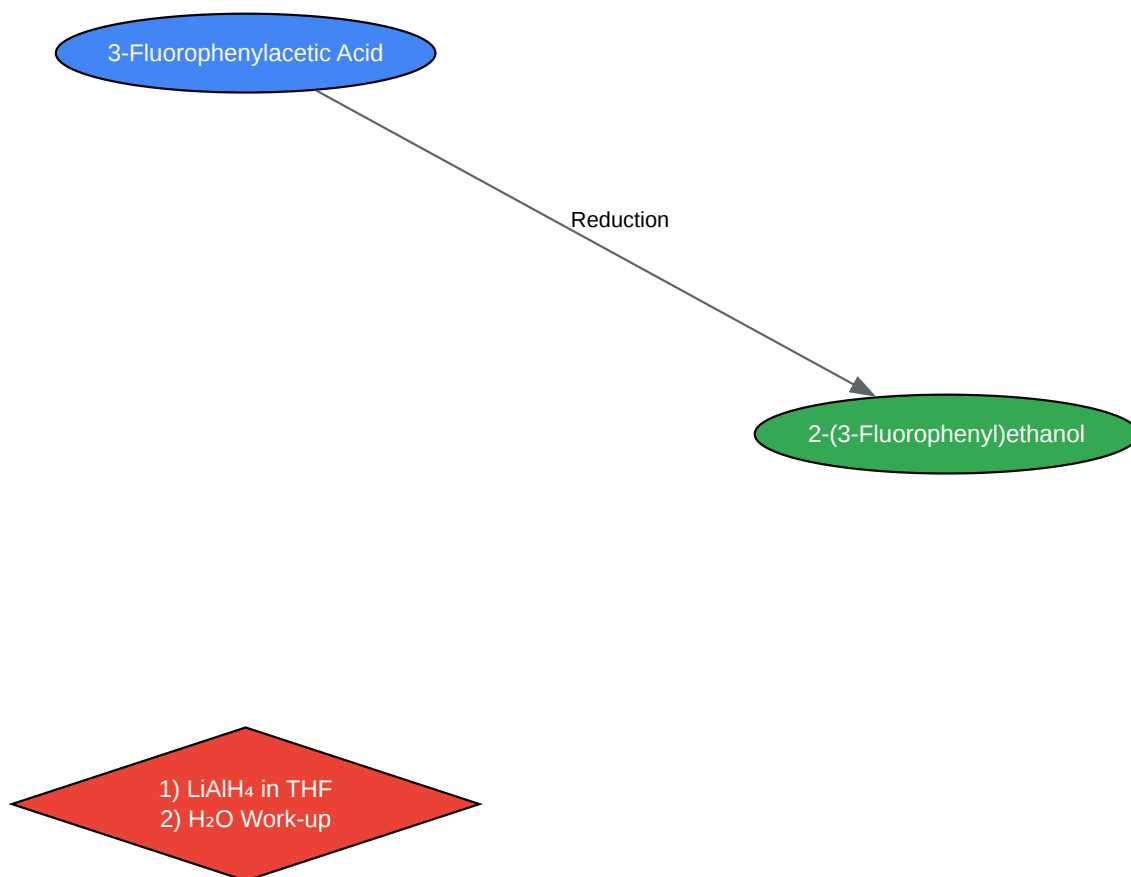 3-Fluorophenylacetic Acid
Reduction
2-(3-Fluorophenyl)ethanol
1) LiAlH₄ in THF
2) H₂O Work-up